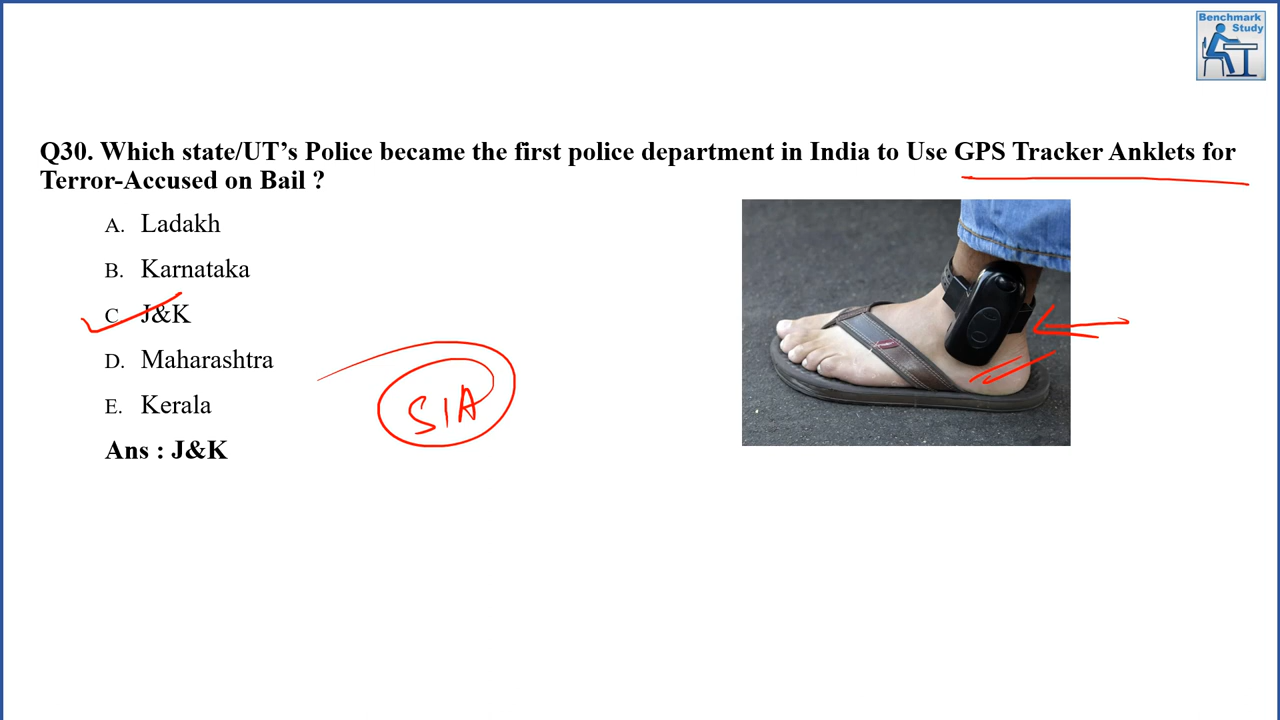 Benchmark
Study
Q30. Which state/UT’s Police became the first police department in India to Use GPS Tracker Anklets for
Terror-Accused on Bail ?
A. Ladakh
B. Karnataka
C. J&K
D. Maharashtra
E. Kerala
SIA
Ans : J&K